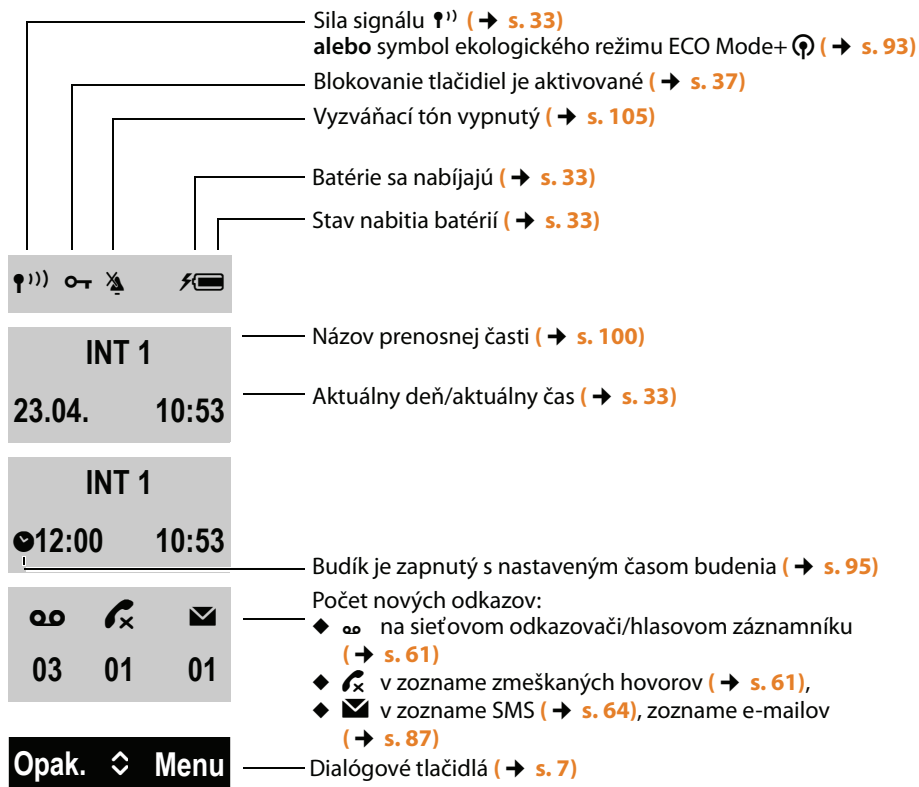 Sila signálu ( ➔ s. 33)
alebo symbol ekologického režimu ECO Mode+ ( ➔ s. 93)
Blokovanie tlačidiel je aktivované ( ➔ s. 37)
Vyzváňací tón vypnutý ( ➔ s. 105)
Batérie sa nabíjajú ( ➔ s. 33)
Stav nabitia batérií ( ➔ s. 33)
INT 1
Názov prenosnej časti ( ➔ s. 100)
23.04. 10:53
Aktuálny deň/aktuálny čas ( ➔ s. 33)
INT 1
12:00 10:53
Budík je zapnutý s nastaveným časom budenia ( ➔ s. 95)
03 01 01
Počet nových odkazov:
◆ na sieťovom odkazovači/hlasovom záznamníku
( ➔ s. 61)
◆ v zozname zmeškaných hovorov ( ➔ s. 61),
◆ v zozname SMS ( ➔ s. 64), zozname e-mailov
( ➔ s. 87)
Opak. Menu
Dialógové tlačidlá ( ➔ s. 7)